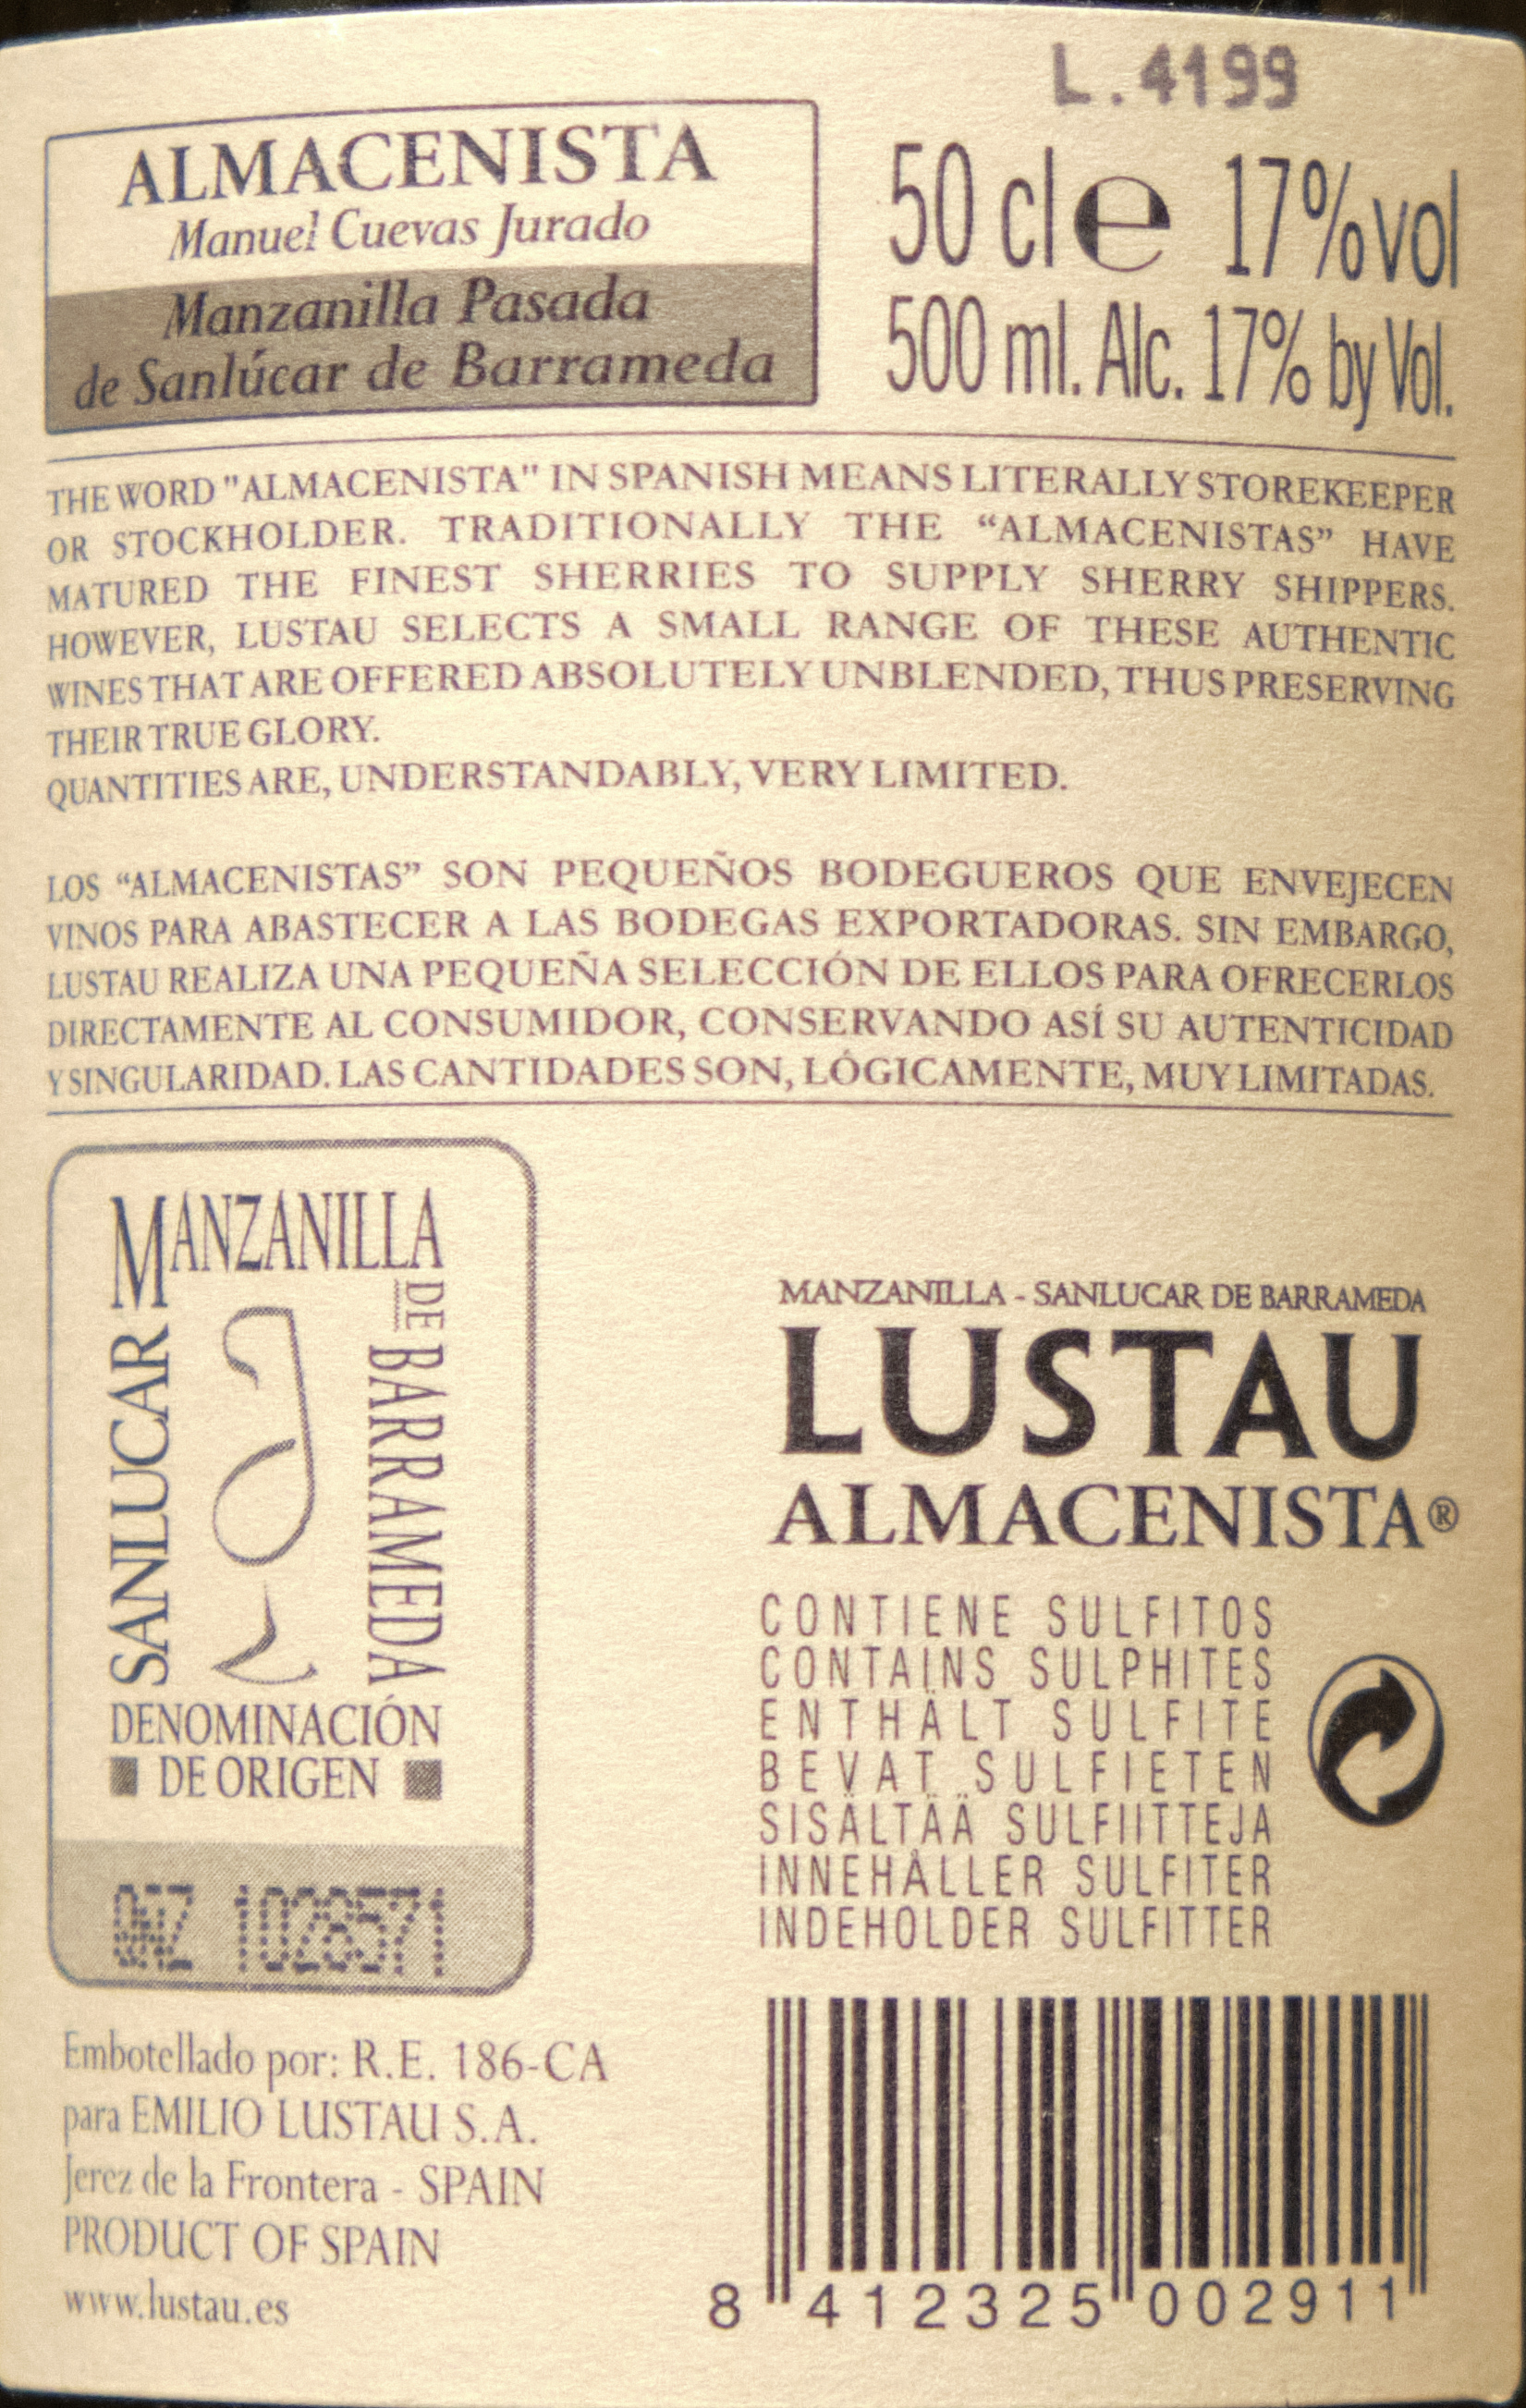 L.4199
ALMACENISTA
Manuel Cuevas Jurado
Manzanilla Pasada
de Sanlúcar de Barrameda
50 cl e 17%vol
500 ml. Alc. 17% by Vol.
THE WORD "ALMACENISTA" IN SPANISH MEANS LITERALLY STOREKEEPER
OR STOCKHOLDER. TRADITIONALLY THE “ALMACENISTAS” HAVE
MATURED THE FINEST SHERRIES TO SUPPLY SHERRY SHIPPERS.
HOWEVER, LUSTAU SELECTS A SMALL RANGE OF THESE AUTHENTIC
WINES THAT ARE OFFERED ABSOLUTELY UNBLENDED, THUS PRESERVING
THEIR TRUE GLORY.
QUANTITIES ARE, UNDERSTANDABLY, VERY LIMITED.
LOS “ALMACENISTAS” SON PEQUEÑOS BODEGUEROS QUE ENVEJECEN
VINOS PARA ABASTECER A LAS BODEGAS EXPORTADORAS. SIN EMBARGO,
LUSTAU REALIZA UNA PEQUEÑA SELECCIÓN DE ELLOS PARA OFRECERLOS
DIRECTAMENTE AL CONSUMIDOR, CONSERVANDO ASÍ SU AUTENTICIDAD
Y SINGULARIDAD. LAS CANTIDADES SON, LÓGICAMENTE, MUY LIMITADAS.
MANZANILLA
SANLUCAR
DE BARRAMEDA
DENOMINACIÓN
DE ORIGEN
1028571
Embotellado por: R.E. 186-CA
para EMILIO LUSTAU S.A.
Jerez de la Frontera - SPAIN
PRODUCT OF SPAIN
www.lustau.es
MANZANILLA - SANLUCAR DE BARRAMEDA
LUSTAU
ALMACENISTA®
CONTIENE SULFITOS
CONTAINS SULPHITES
ENTHÄLT SULFITE
BEVAT SULFIETEN
SISÄLTÄÄ SULFIITTEJA
INNEHÅLLER SULFITER
INDEHOLDER SULFITTER
8 412325 002911